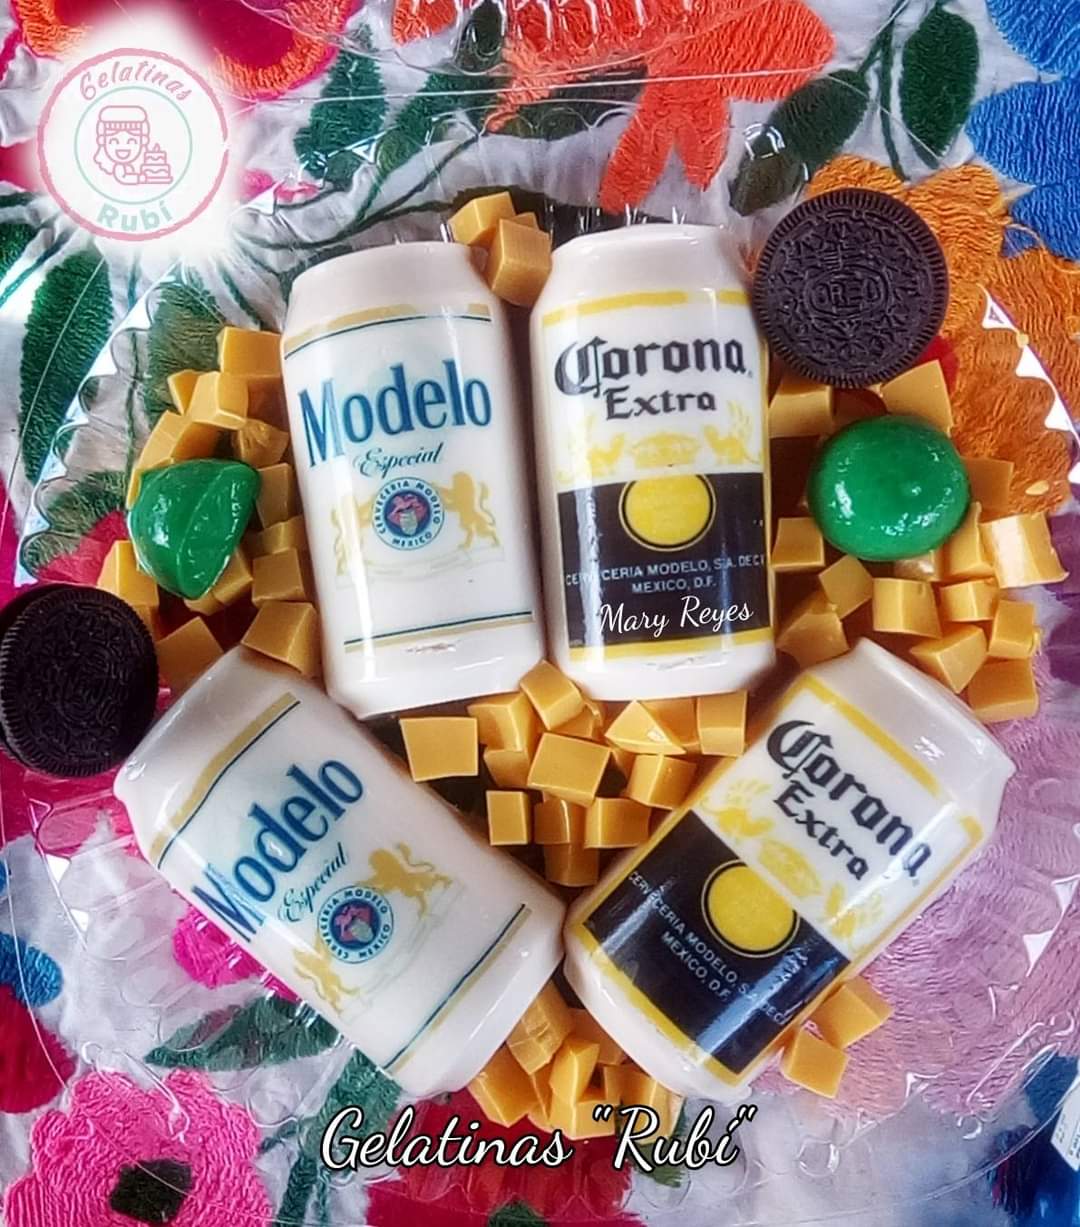 Gelatinas
Rubí
Modelo
Especial
CERVECERIA MODELO
MEXICO
Corona
Extra
CERVECERIA MODELO, S.A. DE C.
MEXICO, D.F.
Mary Reyes
OREO
Modelo
Especial
CERVECERIA MODELO
MEXICO
Corona
Extra
CERVECERIA MODELO, S.A. DE C.
MEXICO, D.F.
Gelatinas "Rubí"